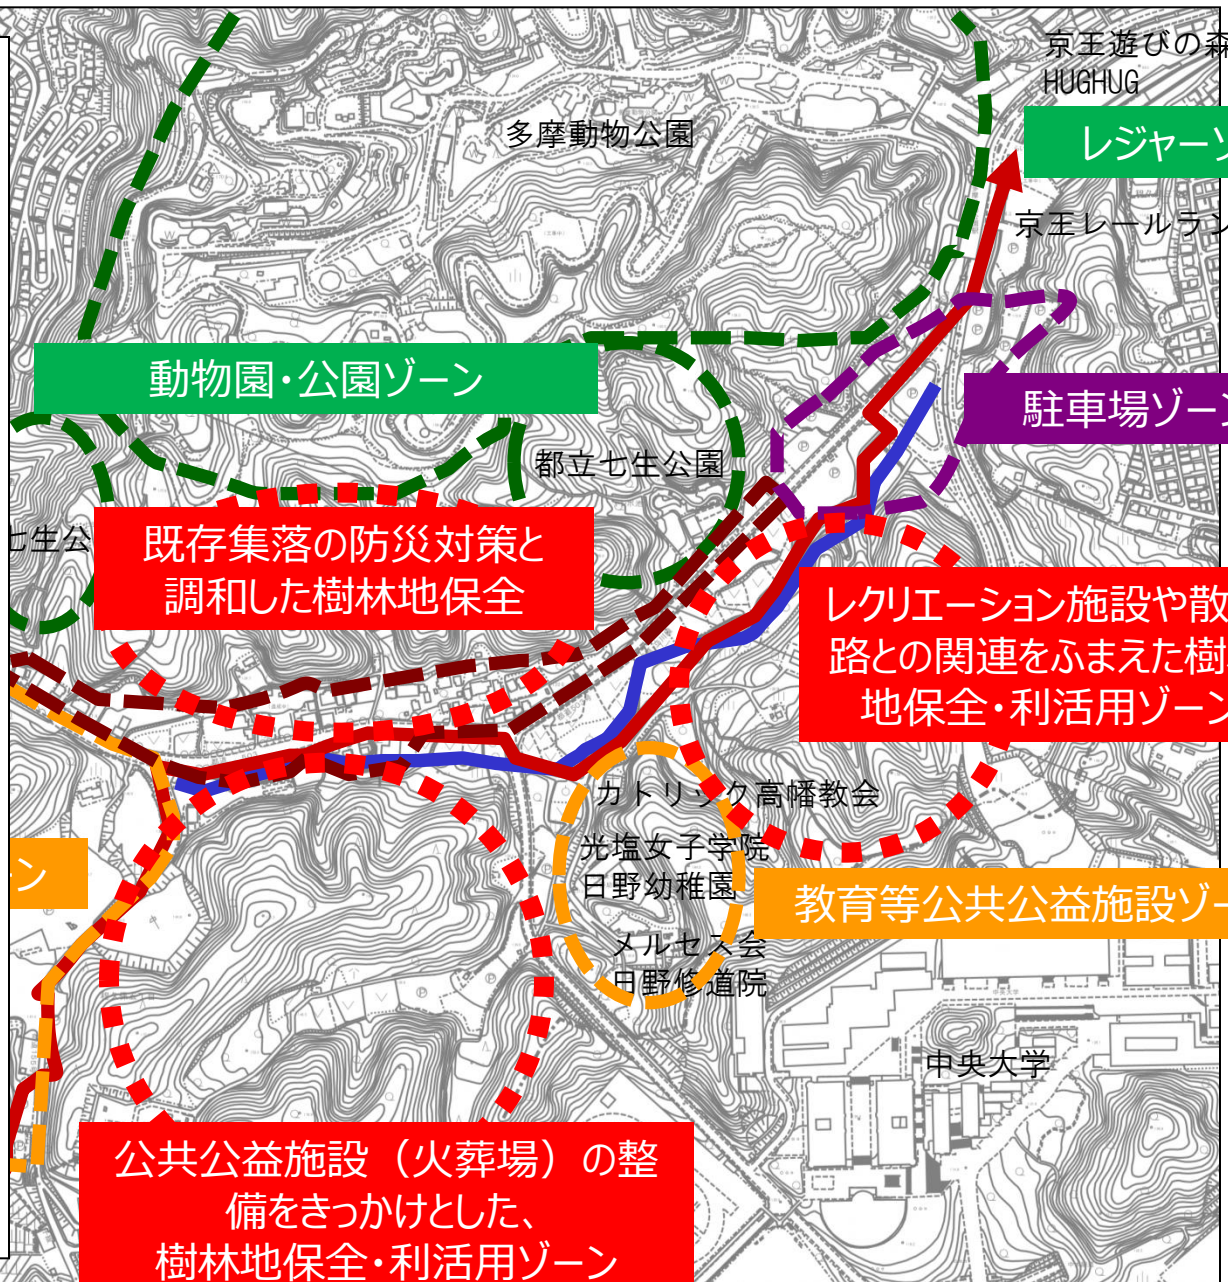 京王遊びの森
HUGHUG
多摩動物公園
レジャーゾ
京王レールラン
動物園・公園ゾーン
駐車場ゾーン
都立七生公園
七生公
既存集落の防災対策と
調和した樹林地保全
レクリエーション施設や散
路との関連をふまえた樹
地保全・利活用ゾーン
カトリック高幡教会
光塩女子学院
日野幼稚園
ン
教育等公共公益施設ゾー
メルセス会
日野修道院
中央大学
公共公益施設（火葬場）の整
備をきっかけとした、
樹林地保全・利活用ゾーン